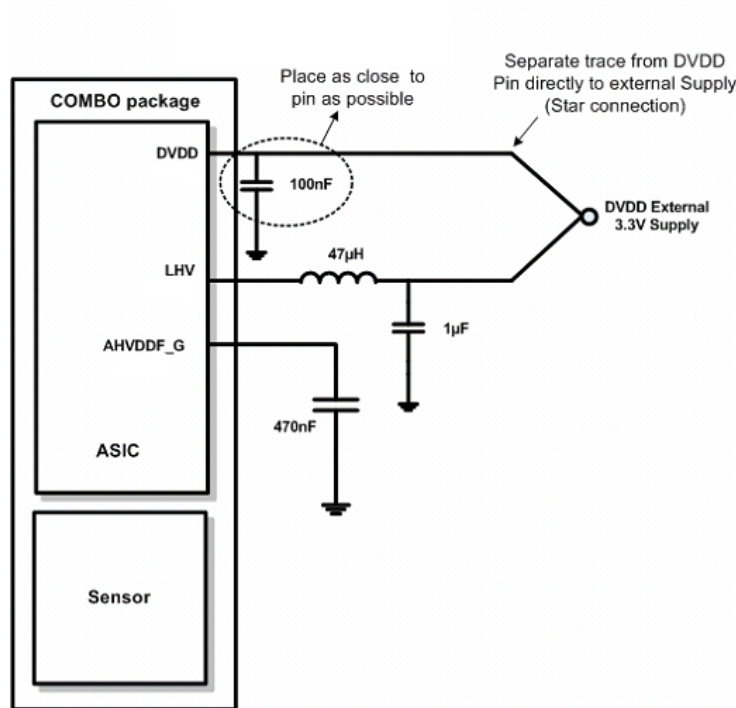 Place as close to
pin as possible
Separate trace from DVDD
Pin directly to external Supply
(Star connection)
COMBO package
DVDD
100nF
DVDD External
3.3V Supply
47µH
LHV
1µF
AHVDDF_G
470nF
ASIC
Sensor